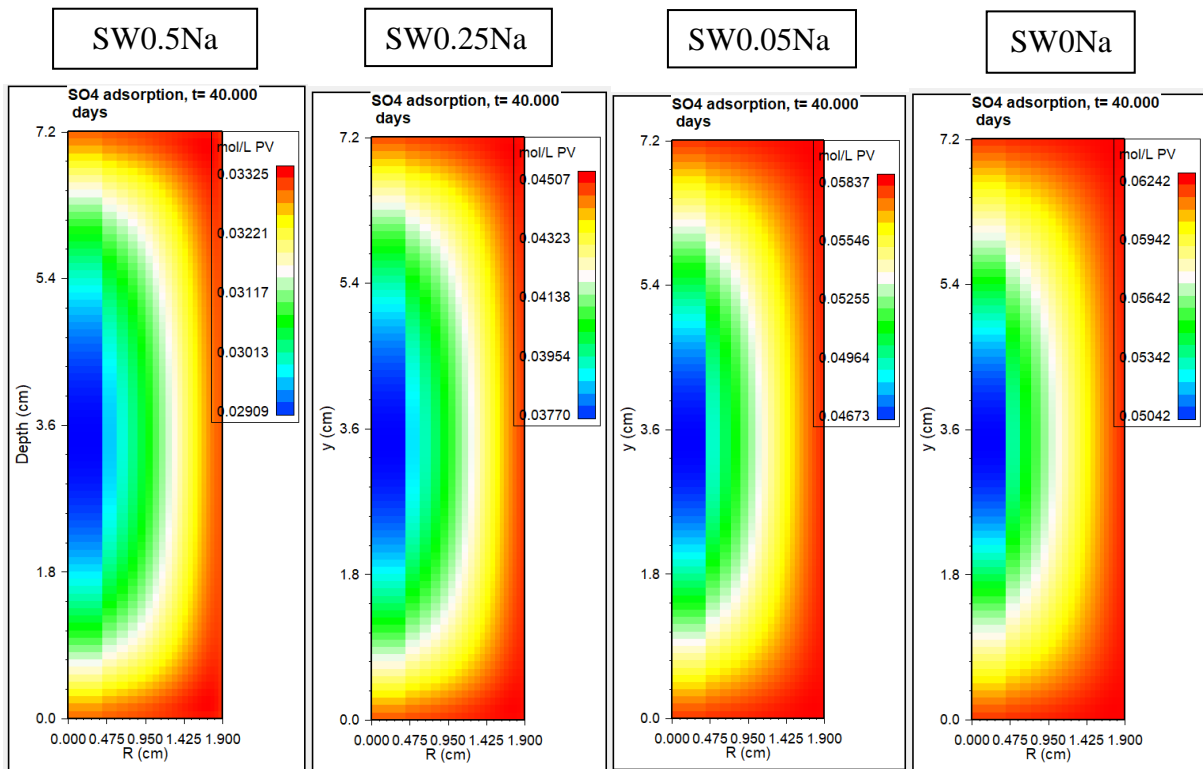 SW0.5Na
SW0.25Na
SW0.05Na
SW0Na
SO4 adsorption, t= 40.000
days
mol/L PV
0.03325
0.03221
0.03117
0.03013
0.02909
7.2
5.4
3.6
1.8
0.0
Depth (cm)
0.000 0.475 0.950 1.425 1.900
R (cm)
SO4 adsorption, t= 40.000
days
mol/L PV
0.04507
0.04323
0.04138
0.03954
0.03770
7.2
5.4
3.6
1.8
0.0
y (cm)
0.000 0.475 0.950 1.425 1.900
R (cm)
SO4 adsorption, t= 40.000
days
mol/L PV
0.05837
0.05546
0.05255
0.04964
0.04673
7.2
5.4
3.6
1.8
0.0
y (cm)
0.000 0.475 0.950 1.425 1.900
R (cm)
SO4 adsorption, t= 40.000
days
mol/L PV
0.06242
0.05942
0.05642
0.05342
0.05042
7.2
5.4
3.6
1.8
0.0
y (cm)
0.000 0.475 0.950 1.425 1.900
R (cm)